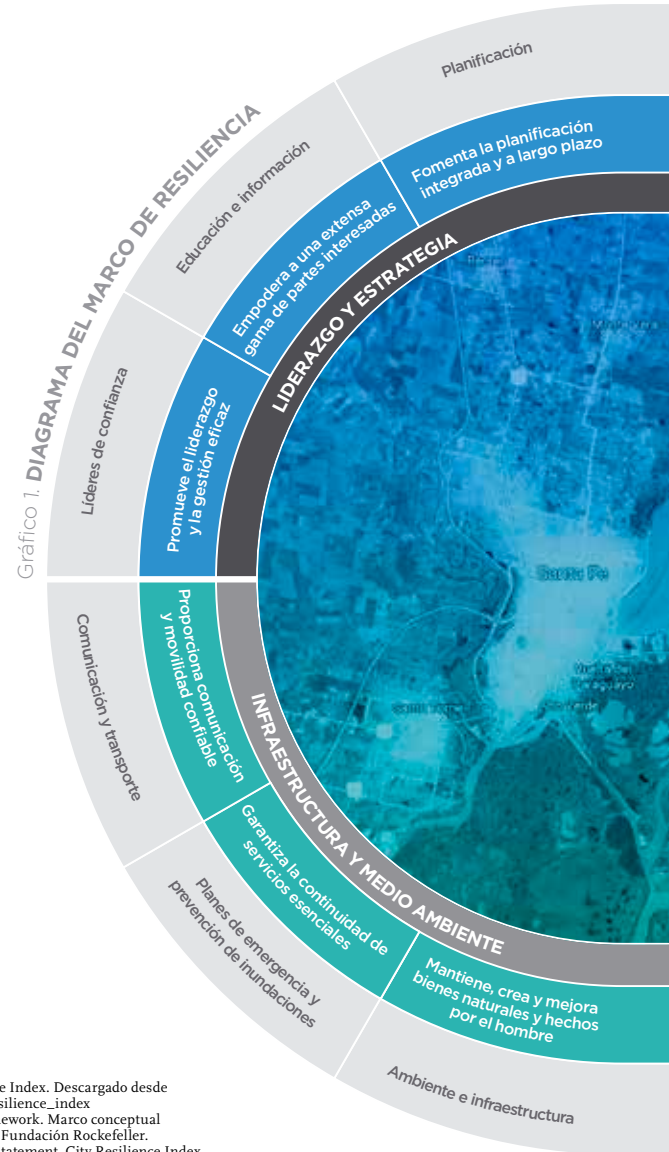 Gráfico 1. DIAGRAMA DEL MARCO DE RESILIENCIA
Planificación
Fomenta la planificación
integrada y a largo plazo
Educación e información
Empodera a una extensa
gama de partes interesadas
LIDERAZGO Y ESTRATEGIA
Líderes de confianza
Promueve el liderazgo
y la gestión eficaz
Santa Fe
Comunicación y transporte
Proporciona comunicación
y movilidad confiable
INFRAESTRUCTURA Y MEDIO AMBIENTE
Planes de emergencia y
prevención de inundaciones
Garantiza la continuidad de
servicios esenciales
Mantiene, crea y mejora
bienes naturales y hechos
por el hombre
Ambiente e infraestructura
e Index. Descargado desde
silience_index
ework. Marco conceptual
Fundación Rockefeller.
tatement. City Resilience Index